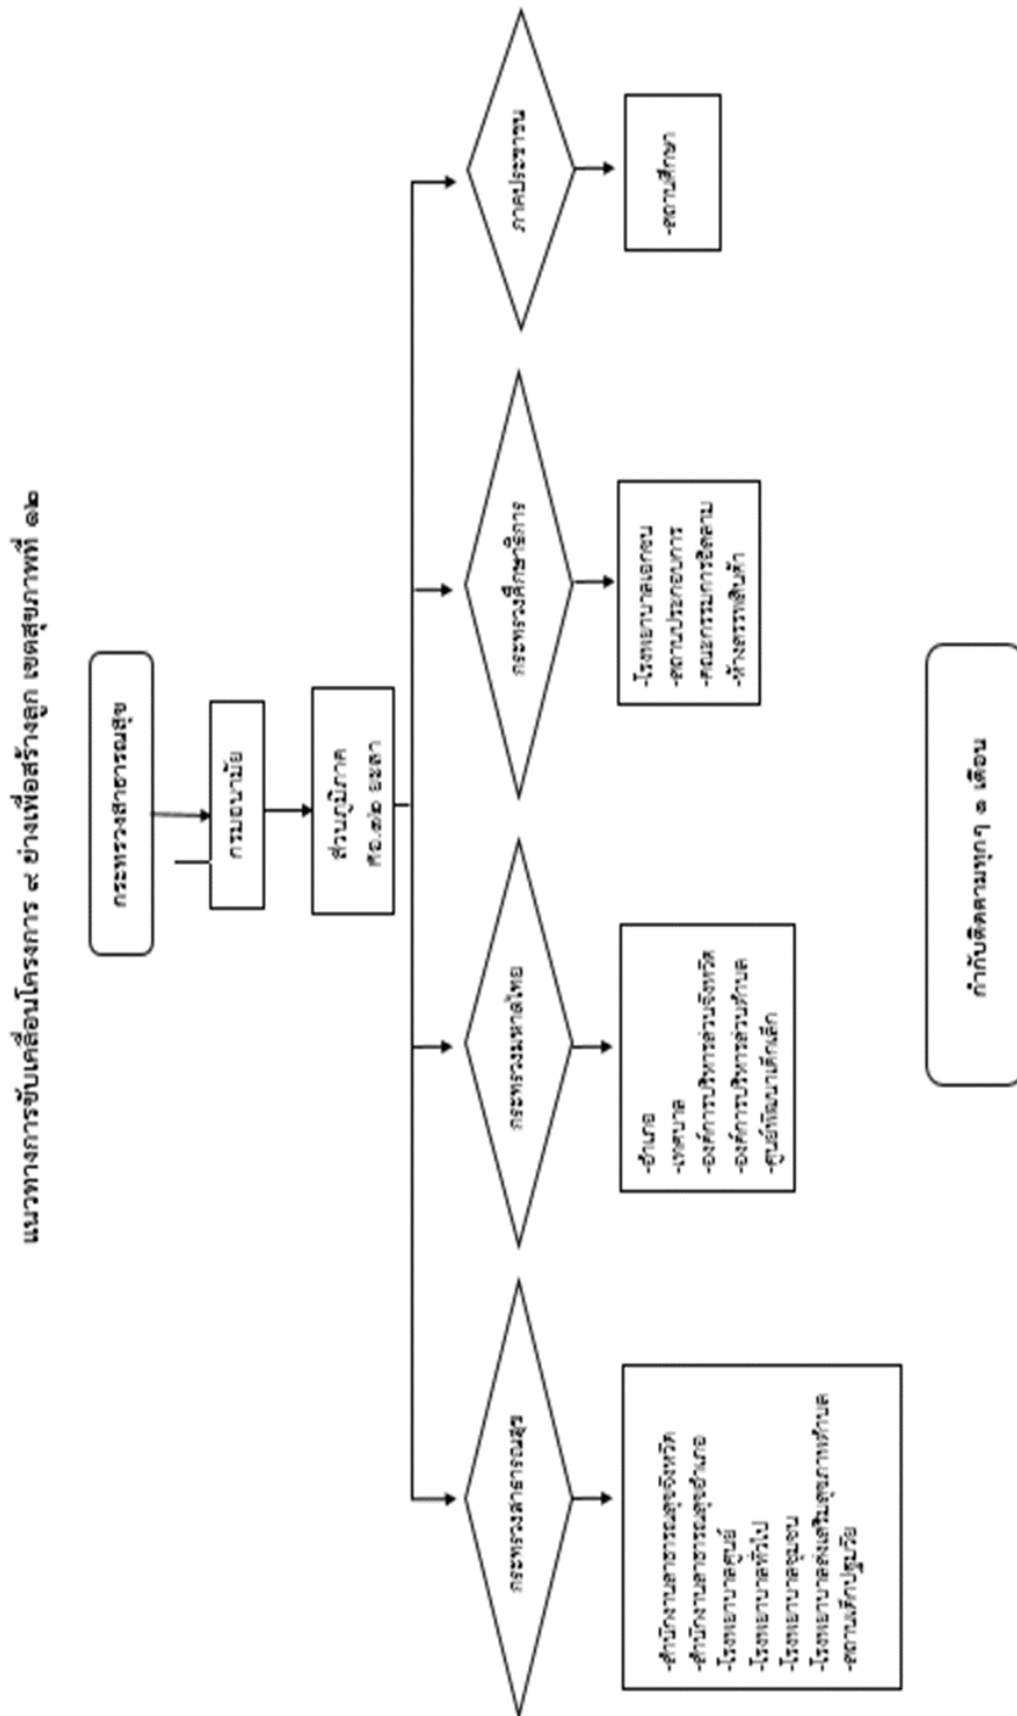 แนวทางการขับเคลื่อนโครงการ ๙ ย่างเพื่อสร้างลูก เขตสุขภาพที่ ๑๒
กระทรวงสาธารณสุข
กรมอนามัย
ส่วนภูมิภาค
ศอ.๑๒ ยะลา
กระทรวงสาธารณสุข
กระทรวงมหาดไทย
กระทรวงศึกษาธิการ
ภาคประชาชน
-สำนักงานสาธารณสุขจังหวัด
-สำนักงานสาธารณสุขอำเภอ
-โรงพยาบาลศูนย์
-โรงพยาบาลทั่วไป
-โรงพยาบาลชุมชน
-โรงพยาบาลส่งเสริมสุขภาพตำบล
-สถานเด็กปฐมวัย
-อำเภอ
-เทศบาล
-องค์การบริหารส่วนจังหวัด
-องค์การบริหารส่วนตำบล
-ศูนย์พัฒนาเด็กเล็ก
-โรงพยาบาลเอกชน
-สถานประกอบการ
-คณะกรรมการอิสลาม
-ห้างสรรพสินค้า
-สถานศึกษา
กำกับติดตามทุกๆ ๑ เดือน